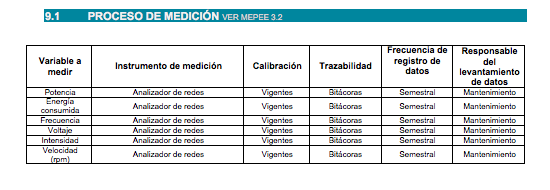 9.1 PROCESO DE MEDICIÓN VER MEPEE 3.2
Variable a medir Instrumento de medición Calibración Trazabilidad Frecuencia de registro de datos Responsable del levantamiento de datos
Potencia Analizador de redes Vigentes Bitácoras Semestral Mantenimiento
Energía consumida Analizador de redes Vigentes Bitácoras Semestral Mantenimiento
Frecuencia Analizador de redes Vigentes Bitácoras Semestral Mantenimiento
Voltaje Analizador de redes Vigentes Bitácoras Semestral Mantenimiento
Intensidad Analizador de redes Vigentes Bitácoras Semestral Mantenimiento
Velocidad (rpm) Analizador de redes Vigentes Bitácoras Semestral Mantenimiento